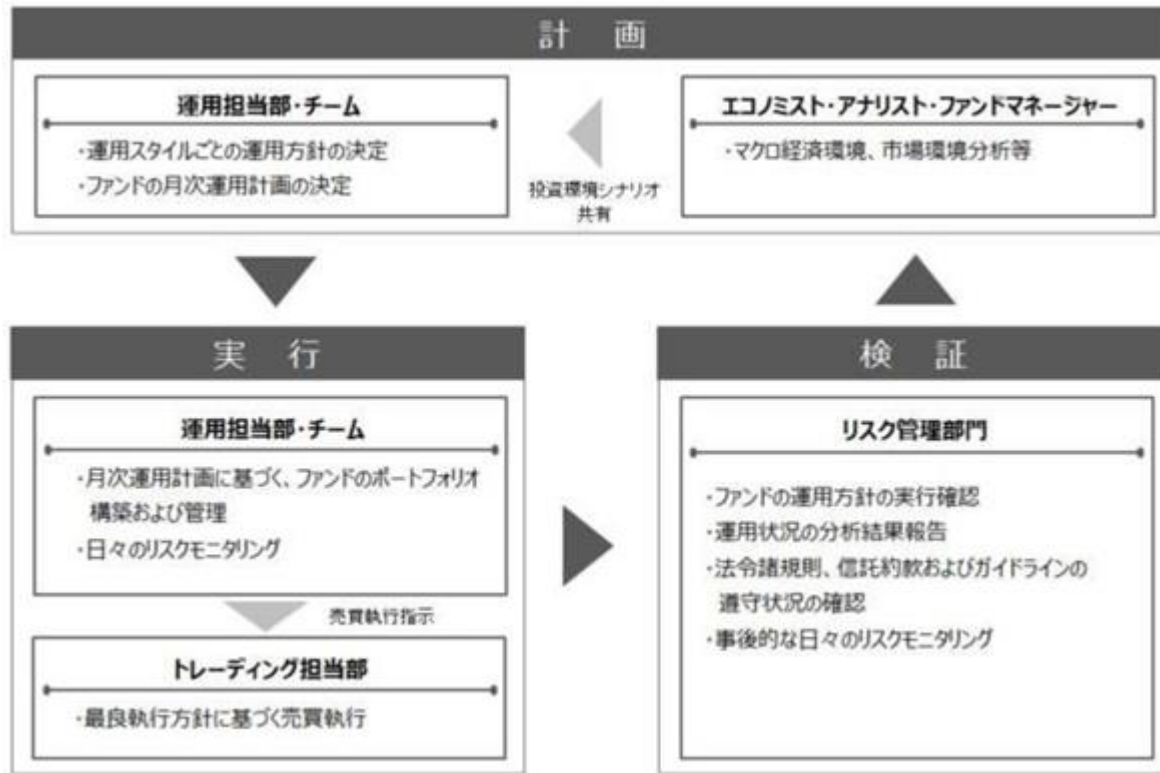 計 画
運用担当部・チーム
・運用スタイルごとの運用方針の決定
・ファンドの月次運用計画の決定
投資環境シナリオ
共有
エコノミスト・アナリスト・ファンドマネージャー
・マクロ経済環境、市場環境分析等
実 行
運用担当部・チーム
・月次運用計画に基づく、ファンドのポートフォリオ
構築および管理
・日々のリスクモニタリング
売買執行指示
トレーディング担当部
・最良執行方針に基づく売買執行
検 証
リスク管理部門
・ファンドの運用方針の実行確認
・運用状況の分析結果報告
・法令諸規則、信託約款およびガイドラインの
遵守状況の確認
・事後的な日々のリスクモニタリング